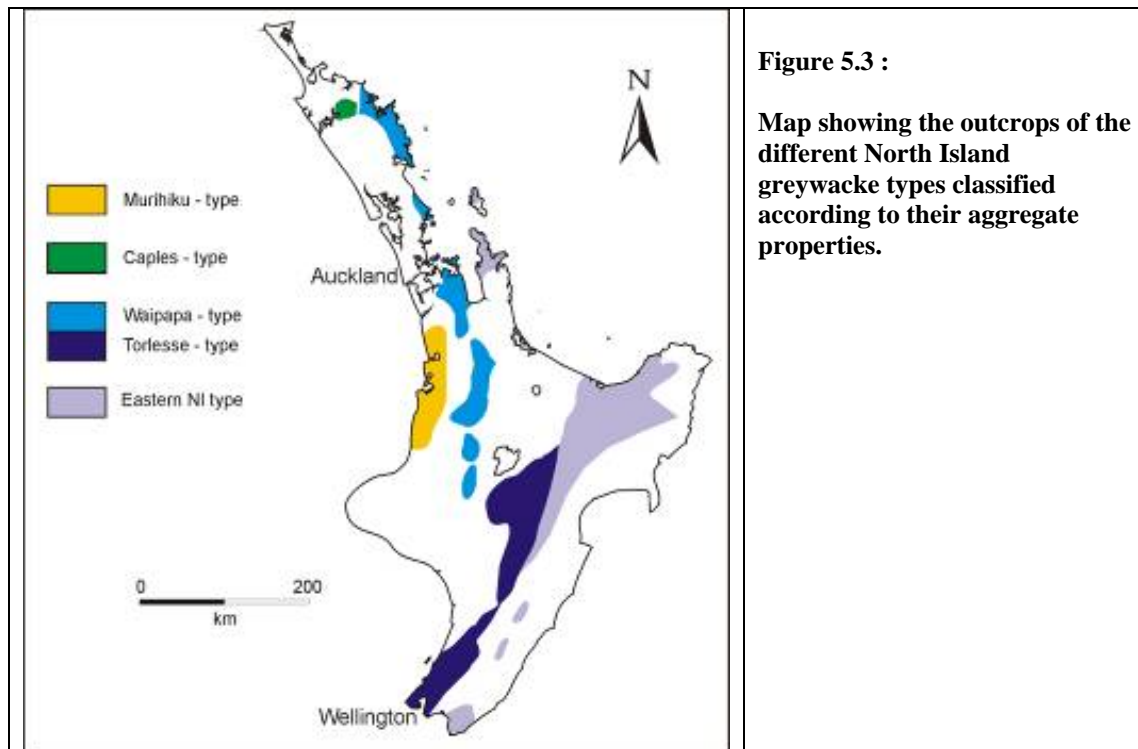 N
Murihiku - type
Caples - type
Auckland
Waipapa - type
Torlesse - type
Eastern NI type
0 200
km
Wellington
Figure 5.3 :
Map showing the outcrops of the
different North Island
greywacke types classified
according to their aggregate
properties.